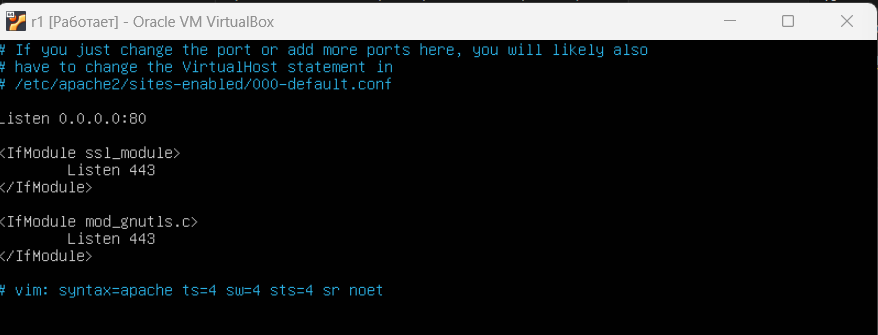 r1 [Работает] - Oracle VM VirtualBox
# If you just change the port or add more ports here, you will likely also
# have to change the VirtualHost statement in
# /etc/apache2/sites-enabled/000-default.conf
Listen 0.0.0.0:80
<IfModule ssl_module>
Listen 443
</IfModule>
<IfModule mod_gnutls.c>
Listen 443
</IfModule>
# vim: syntax=apache ts=4 sw=4 sts=4 sr noet